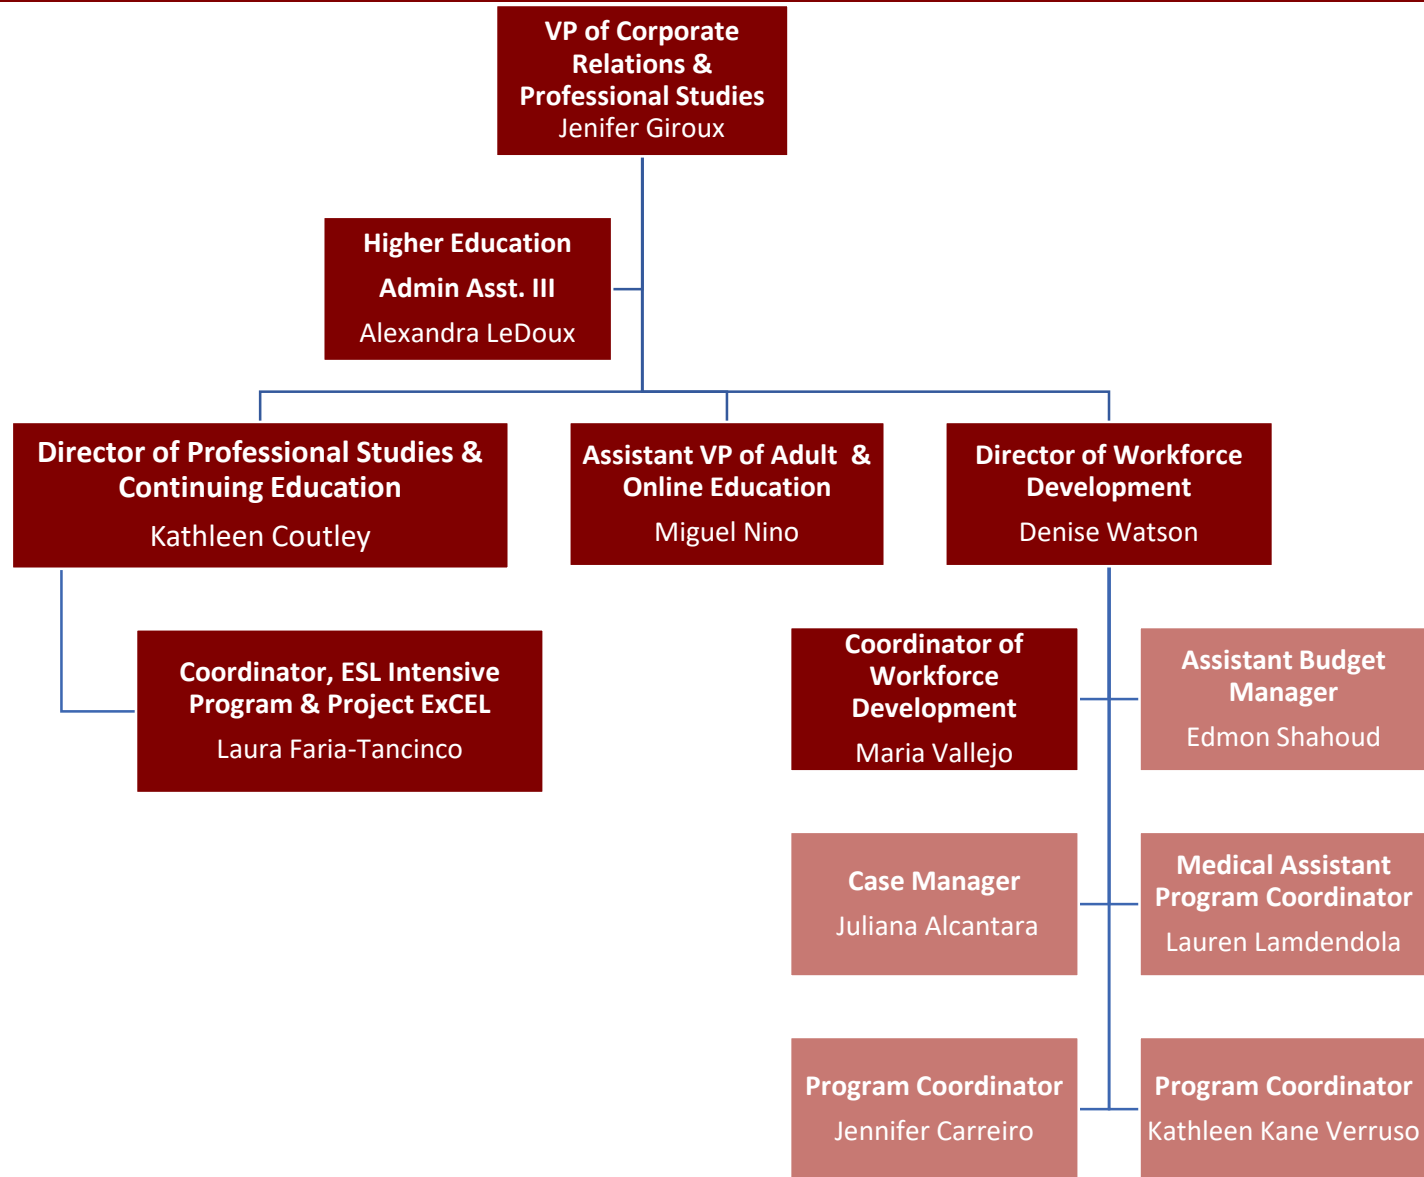 VP of Corporate
Relations &
Professional Studies
Jenifer Giroux
Higher Education
Admin Asst. III
Alexandra LeDoux
Director of Professional Studies &
Continuing Education
Kathleen Coutley
Assistant VP of Adult &
Online Education
Miguel Nino
Director of Workforce
Development
Denise Watson
Coordinator, ESL Intensive
Program & Project ExCEL
Laura Faria-Tancinco
Coordinator of
Workforce
Development
Maria Vallejo
Assistant Budget
Manager
Edmon Shahoud
Case Manager
Juliana Alcantara
Medical Assistant
Program Coordinator
Lauren Lamdendola
Program Coordinator
Jennifer Carreiro
Program Coordinator
Kathleen Kane Verruso